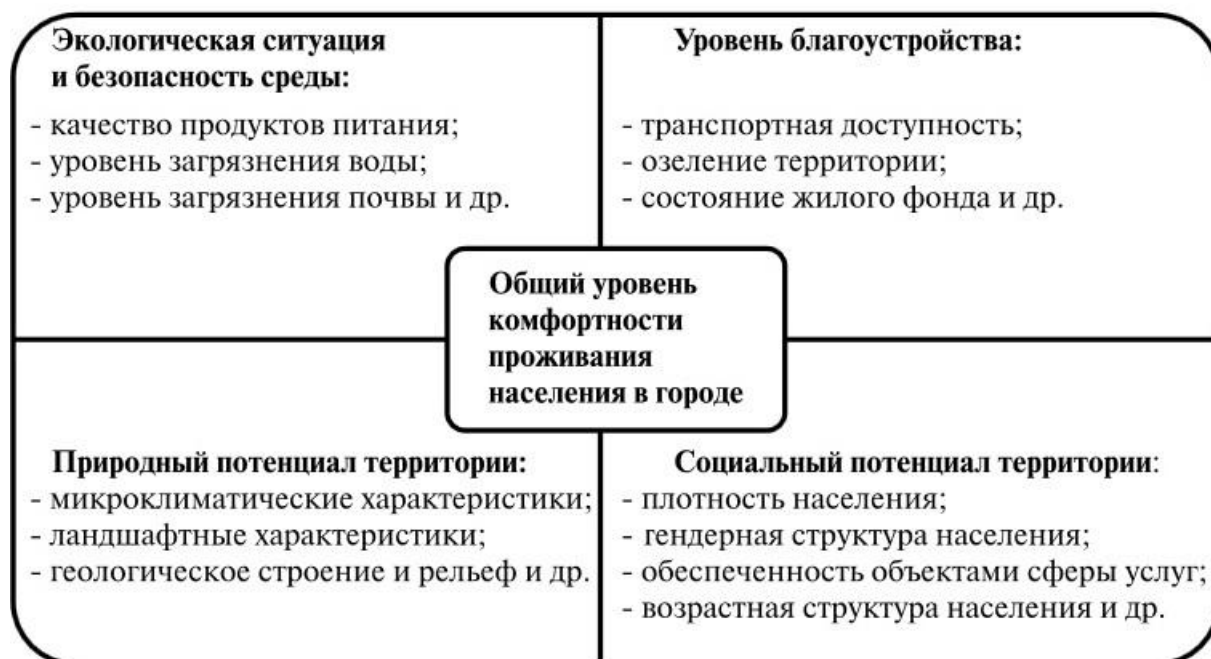 Экологическая ситуация
и безопасность среды:
- качество продуктов питания;
- уровень загрязнения воды;
- уровень загрязнения почвы и др.
Уровень благоустройства:
- транспортная доступность;
- озеление территории;
- состояние жилого фонда и др.
Общий уровень
комфортности
проживания
населения в городе
Природный потенциал территории:
- микроклиматические характеристики;
- ландшафтные характеристики;
- геологическое строение и рельеф и др.
Социальный потенциал территории:
- плотность населения;
- гендерная структура населения;
- обеспеченность объектами сферы услуг;
- возрастная структура населения и др.